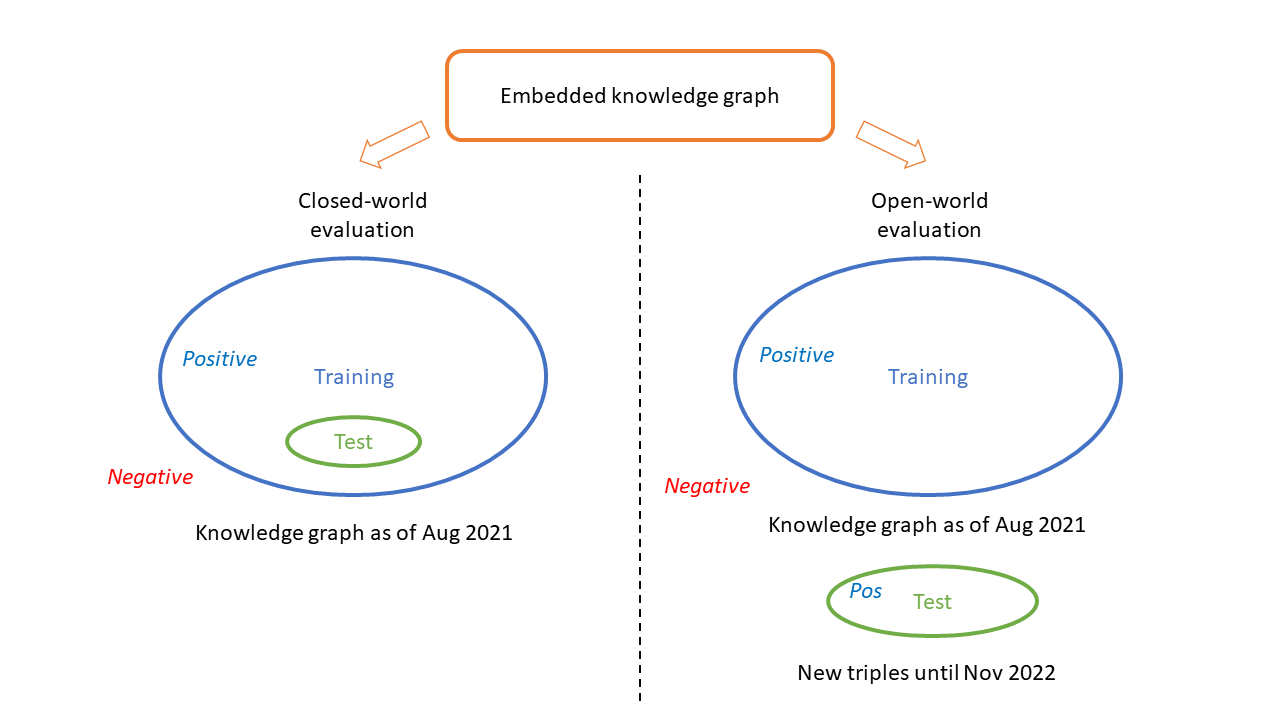 Embedded knowledge graph
Closed-world
evaluation
Positive
Training
Test
Negative
Knowledge graph as of Aug 2021
Open-world
evaluation
Positive
Training
Negative
Knowledge graph as of Aug 2021
Pos
Test
New triples until Nov 2022